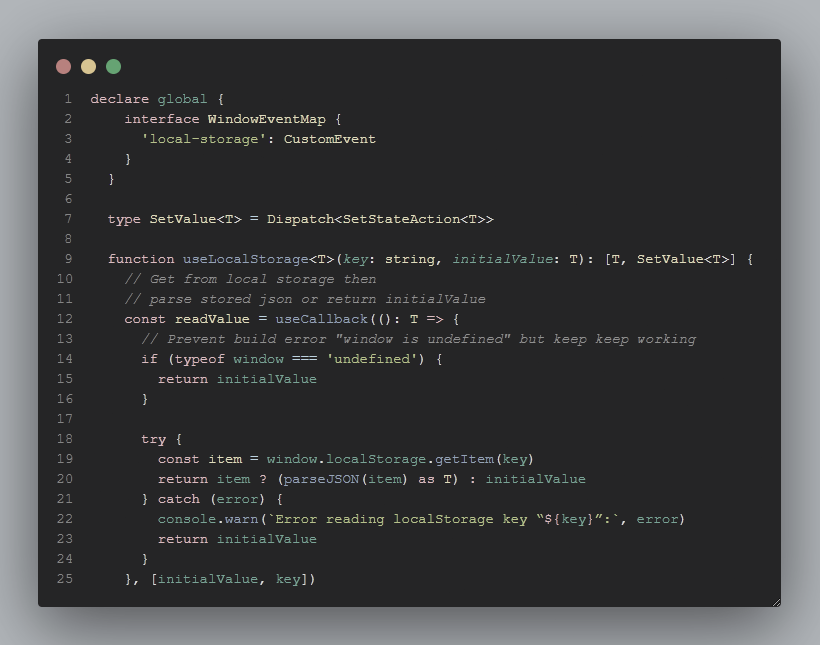 1 declare global {
2 interface WindowEventMap {
3 'local-storage': CustomEvent
4 }
5 }
6
7 type SetValue<T> = Dispatch<SetStateAction<T>>
8
9 function useLocalStorage<T>(key: string, initialValue: T): [T, SetValue<T>] {
10 // Get from local storage then
11 // parse stored json or return initialValue
12 const readValue = useCallback((): T => {
13 // Prevent build error "window is undefined" but keep keep working
14 if (typeof window === 'undefined') {
15 return initialValue
16 }
17
18 try {
19 const item = window.localStorage.getItem(key)
20 return item ? (parseJSON(item) as T) : initialValue
21 } catch (error) {
22 console.warn(`Error reading localStorage key “${key}”:`, error)
23 return initialValue
24 }
25 }, [initialValue, key])